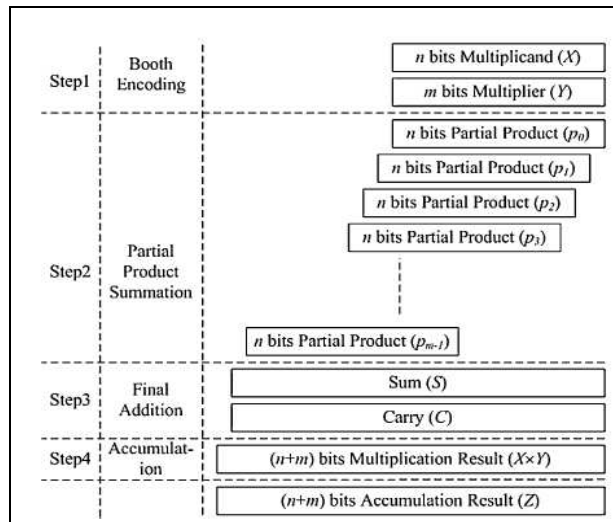 Step1
Booth
Encoding
n bits Multiplicand (X)
m bits Multiplier (Y)
Step2
Partial
Product
Summation
n bits Partial Product (p₀)
n bits Partial Product (p₁)
n bits Partial Product (p₂)
n bits Partial Product (p₃)
n bits Partial Product (pₘ₋₁)
Step3
Final
Addition
Sum (S)
Carry (C)
Step4
Accumulat-
ion
(n+m) bits Multiplication Result (X×Y)
(n+m) bits Accumulation Result (Z)